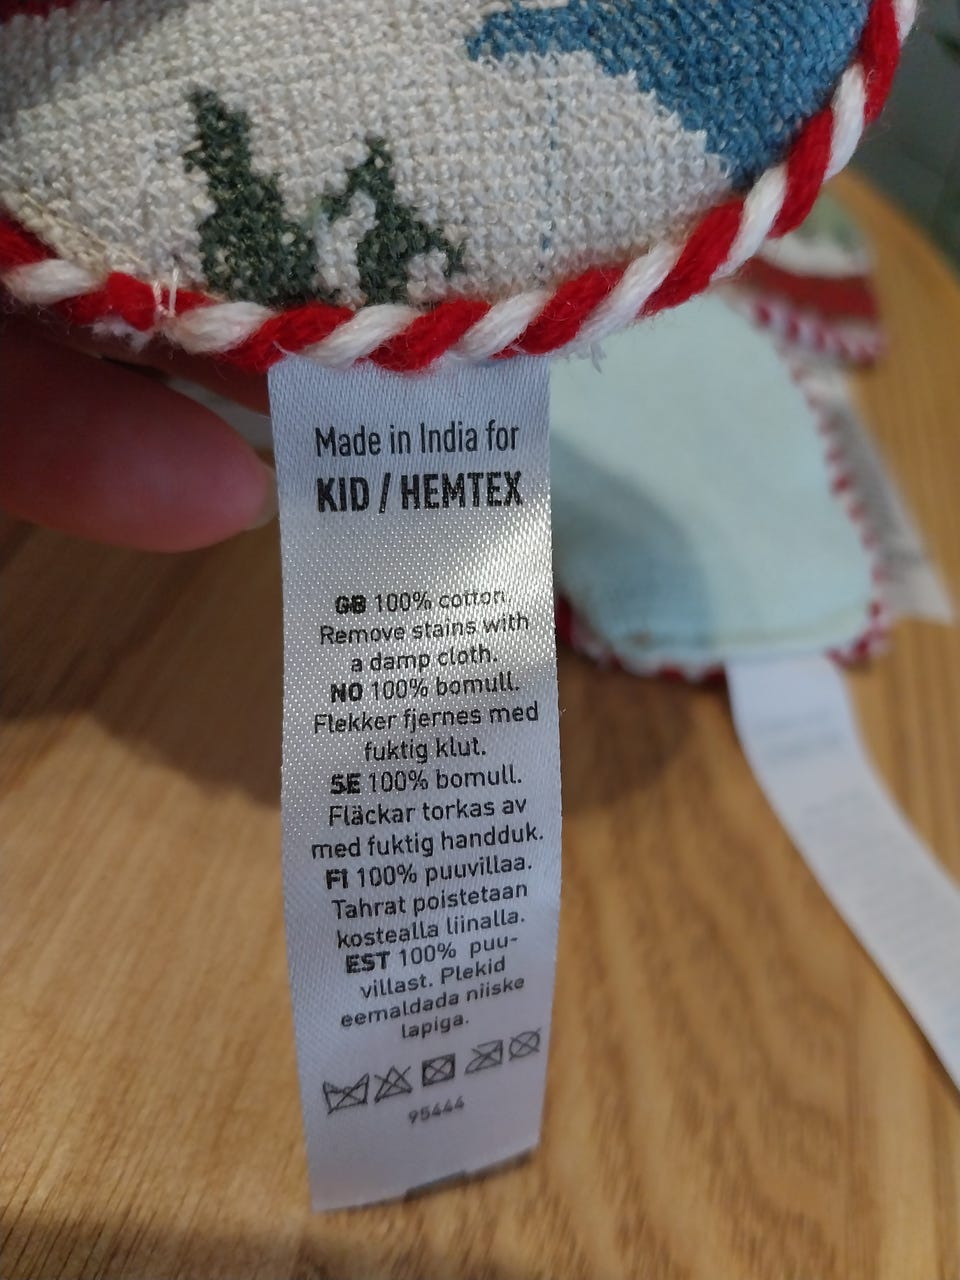 Made in India for
KID / HEMTEX
GB 100% cotton.
Remove stains with
a damp cloth.
NO 100% bomull.
Flekker fjernes med
fuktig klut.
SE 100% bomull.
Fläckar torkas av
med fuktig handduk.
FI 100% puuvillaa.
Tahrat poistetaan
kostealla liinalla.
EST 100% puu-
villast. Plekid
eemaldada niiske
lapiga.
95444